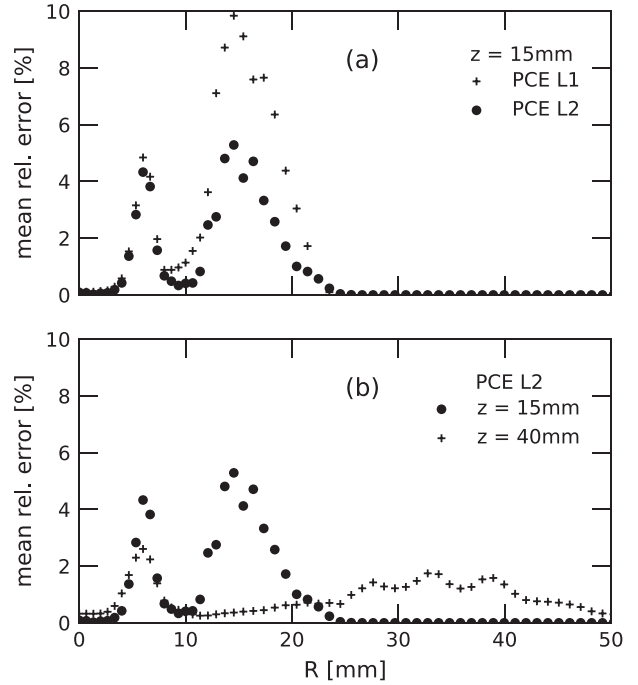 10
8
6
4
2
0
mean rel. error [%]
(a)
z = 15mm
PCE L1
PCE L2
10
8
6
4
2
0
mean rel. error [%]
(b)
PCE L2
z = 15mm
z = 40mm
0 10 20 30 40 50
R [mm]